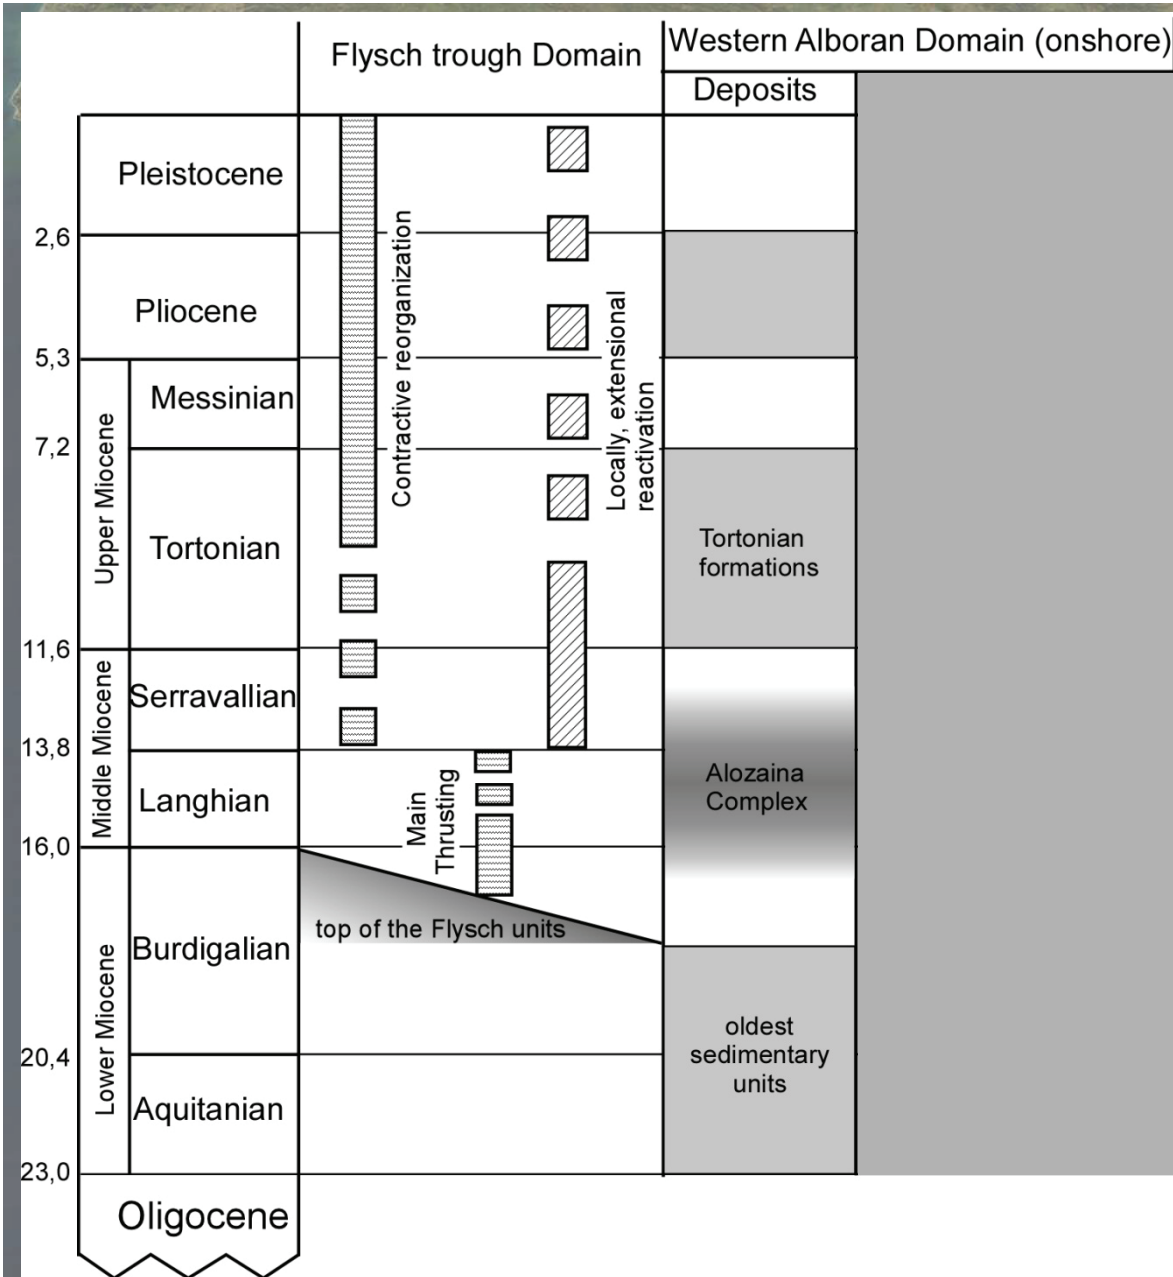 Flysch trough Domain
Western Alboran Domain (onshore)
Deposits
Pleistocene
2,6
Pliocene
5,3
Upper Miocene
Messinian
7,2
Tortonian
11,6
Middle Miocene
Serravallian
13,8
Langhian
16,0
Lower Miocene
Burdigalian
20,4
Aquitanian
23,0
Oligocene
Contractive reorganization
Locally, extensional
reactivation
Main
Thrusting
top of the Flysch units
Tortonian
formations
Alozaina
Complex
oldest
sedimentary
units